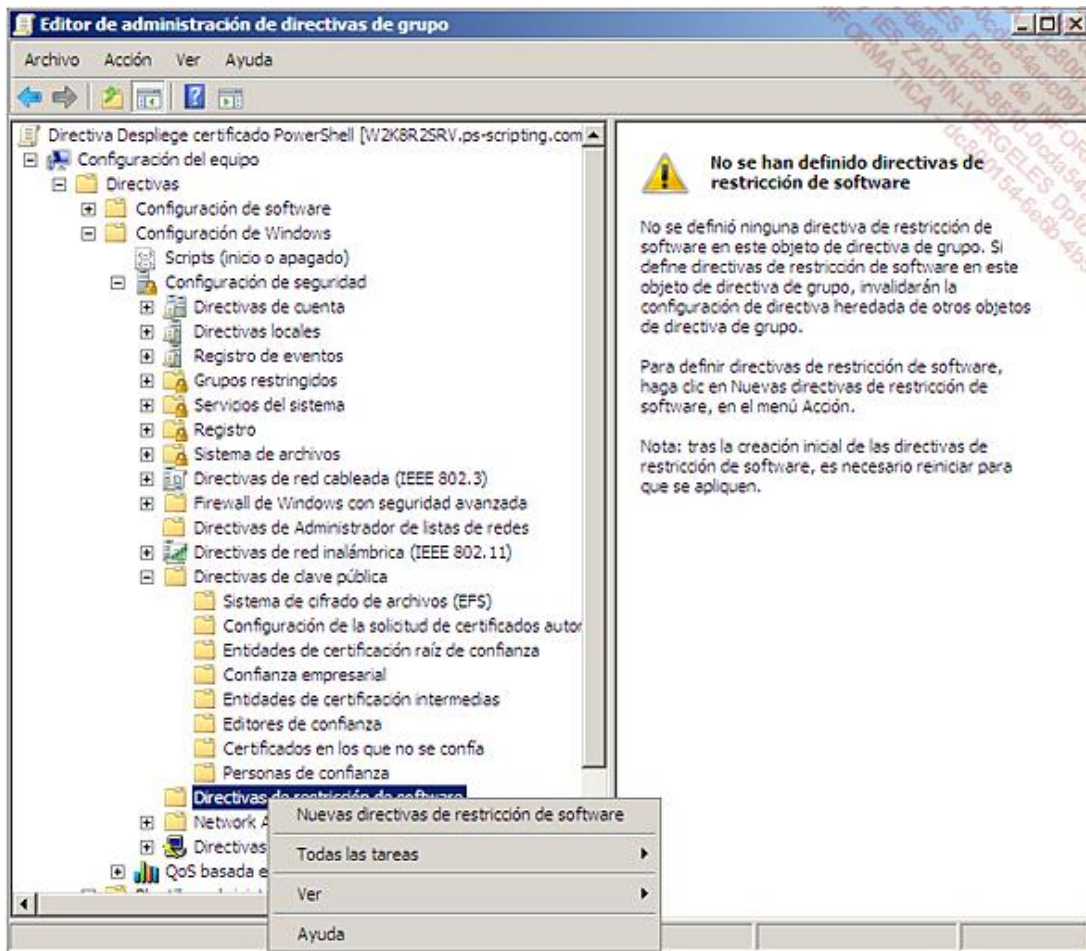 Editor de administración de directivas de grupo
Archivo Acción Ver Ayuda
Directiva Despliege certificado PowerShell [W2K8R2SRV.ps-scripting.com
Configuración del equipo
Directivas
Configuración de software
Configuración de Windows
Scripts (inicio o apagado)
Configuración de seguridad
Directivas de cuenta
Directivas locales
Registro de eventos
Grupos restringidos
Servicios del sistema
Registro
Sistema de archivos
Directivas de red cableada (IEEE 802.3)
Firewall de Windows con seguridad avanzada
Directivas de Administrador de listas de redes
Directivas de red inalámbrica (IEEE 802.11)
Directivas de clave pública
Sistema de cifrado de archivos (EFS)
Configuración de la solicitud de certificados autor
Entidades de certificación raíz de confianza
Confianza empresarial
Entidades de certificación intermedias
Editores de confianza
Certificados en los que no se confía
Personas de confianza
Directivas de restricción de software
Network A
Directivas
QoS basada e
Nuevas directivas de restricción de software
Todas las tareas
Ver
Ayuda
No se han definido directivas de
restricción de software
No se definió ninguna directiva de restricción de
software en este objeto de directiva de grupo. Si
define directivas de restricción de software en este
objeto de directiva de grupo, invalidarán la
configuración de directiva heredada de otros objetos
de directiva de grupo.
Para definir directivas de restricción de software,
haga clic en Nuevas directivas de restricción de
software, en el menú Acción.
Nota: tras la creación inicial de las directivas de
restricción de software, es necesario reiniciar para
que se apliquen.